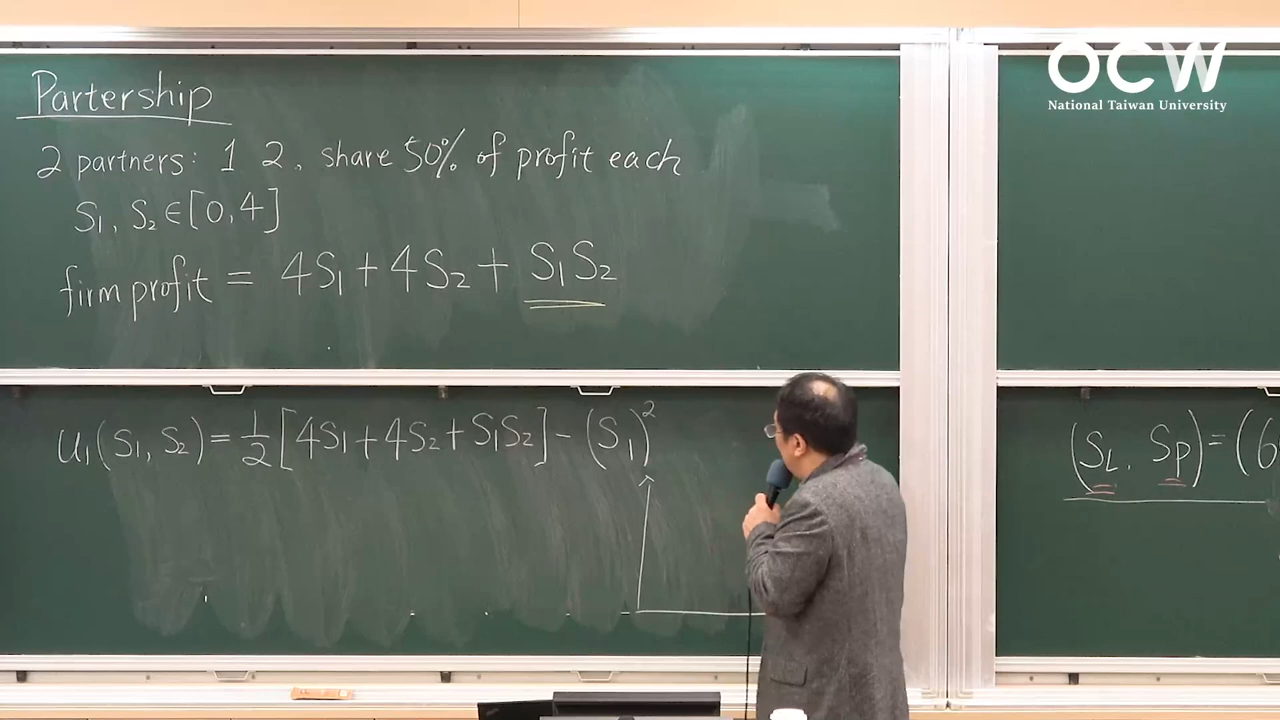 Partership
2 partners: 1 2, share 50% of profit each
S₁, S₂ ∈ [0, 4]
firm profit = 4S₁ + 4S₂ + S₁S₂
u₁(S₁, S₂) = ½[4S₁ + 4S₂ + S₁S₂] - (S₁)²
(S_L, S_P) = (6
OCW
National Taiwan University